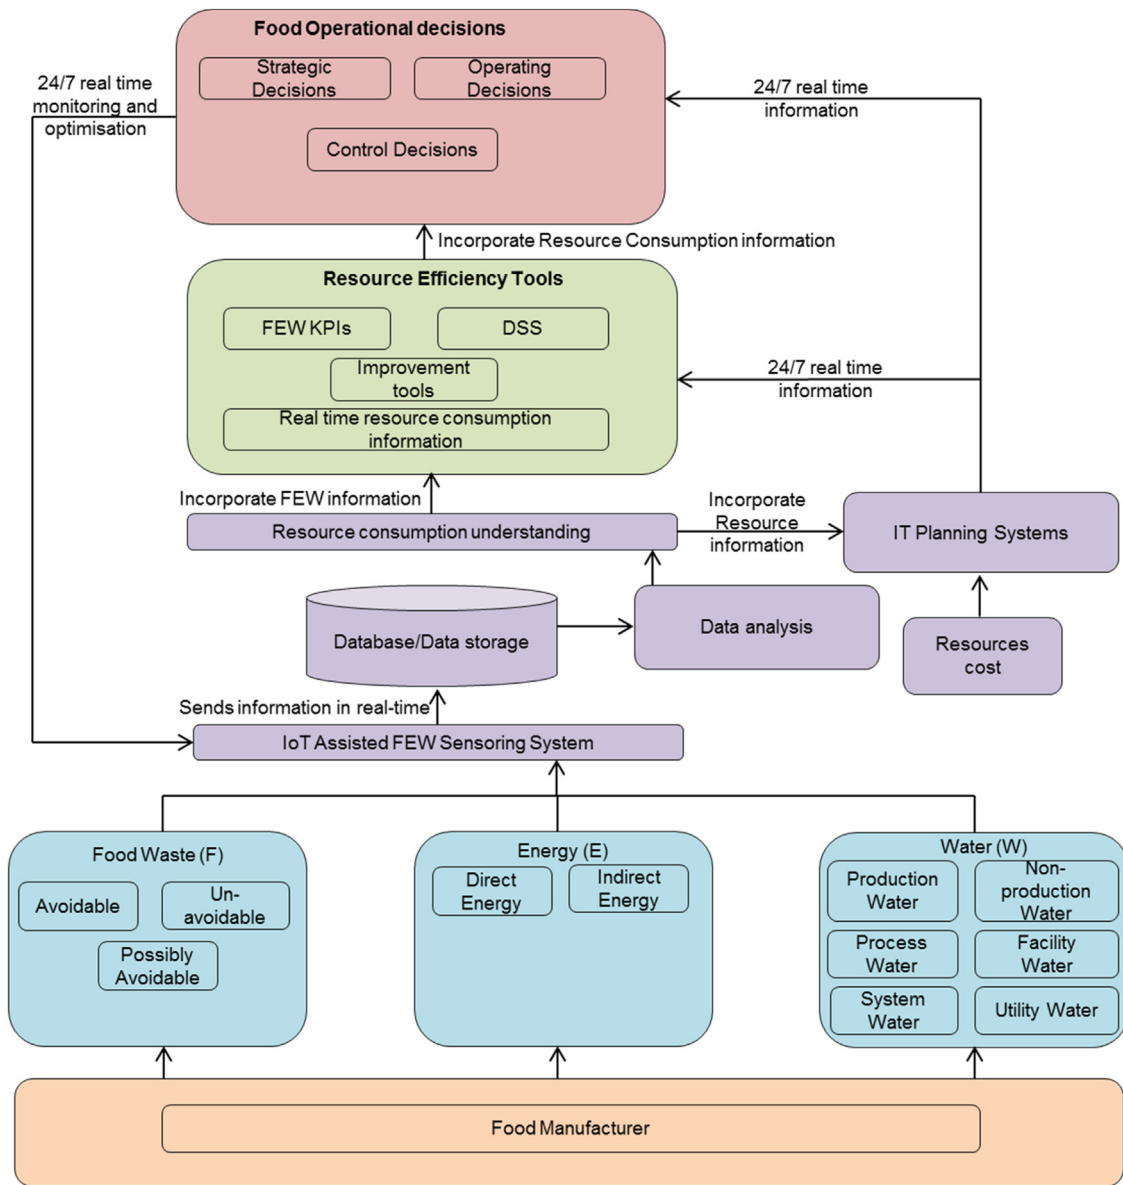 Food Operational decisions
Strategic
Decisions
Operating
Decisions
Control Decisions
24/7 real time
monitoring and
optimisation
24/7 real time
information
Incorporate Resource Consumption information
Resource Efficiency Tools
FEW KPIs
DSS
Improvement
tools
Real time resource consumption
information
24/7 real time
information
Incorporate FEW information
Resource consumption understanding
Incorporate
Resource
information
IT Planning Systems
Database/Data storage
Data analysis
Resources
cost
Sends information in real-time
IoT Assisted FEW Sensoring System
Food Waste (F)
Avoidable
Un-
avoidable
Possibly
Avoidable
Energy (E)
Direct
Energy
Indirect
Energy
Water (W)
Production
Water
Non-
production
Water
Process
Water
Facility
Water
System
Water
Utility Water
Food Manufacturer